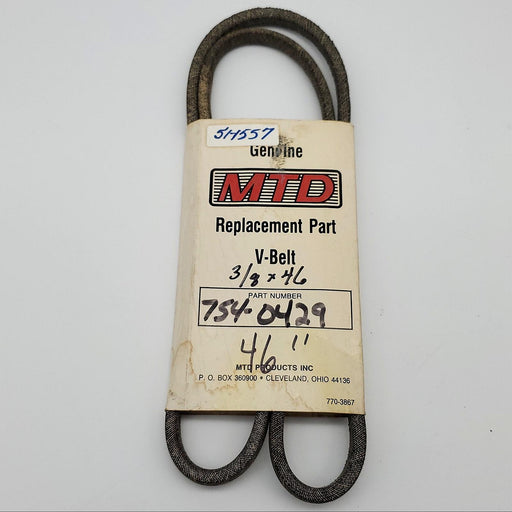 5H557
Genuine
MTD
Replacement Part
V-Belt
3/8 x 46
PART NUMBER
754-0429
46"
MTD PRODUCTS INC
P. O. BOX 360900 • CLEVELAND, OHIO 44136
770-3867